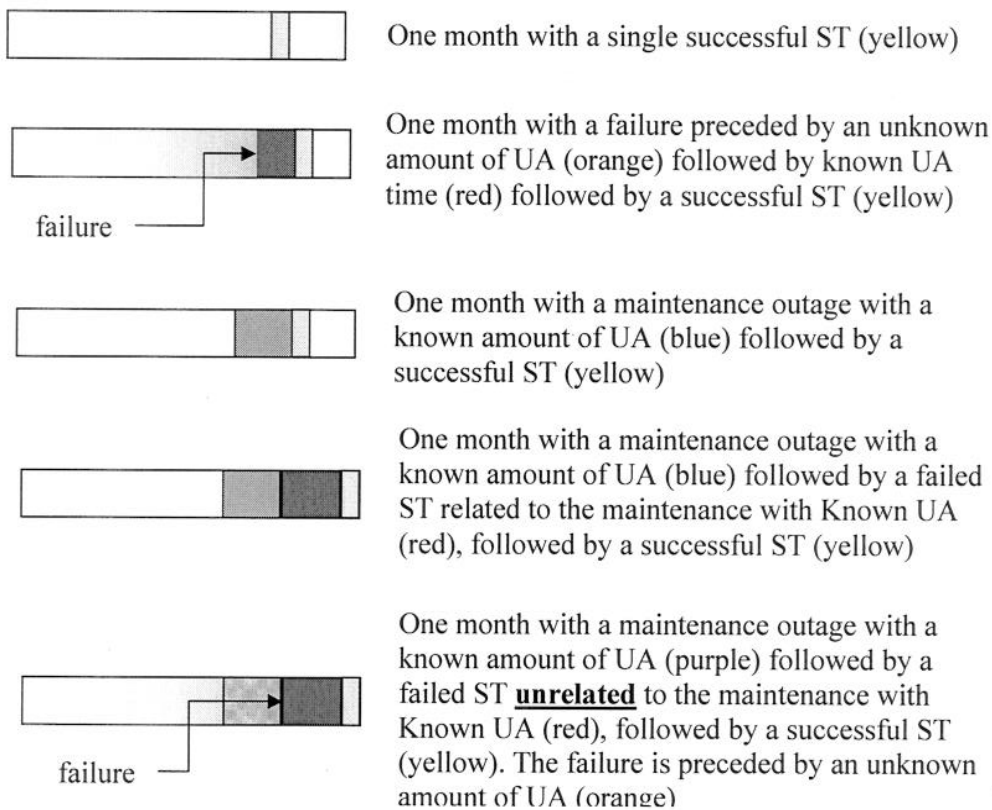 One month with a single successful ST (yellow)
One month with a failure preceded by an unknown
amount of UA (orange) followed by known UA
time (red) followed by a successful ST (yellow)
failure
One month with a maintenance outage with a
known amount of UA (blue) followed by a
successful ST (yellow)
One month with a maintenance outage with a
known amount of UA (blue) followed by a failed
ST related to the maintenance with Known UA
(red), followed by a successful ST (yellow)
One month with a maintenance outage with a
known amount of UA (purple) followed by a
failed ST unrelated to the maintenance with
Known UA (red), followed by a successful ST
(yellow). The failure is preceded by an unknown
failure
amount of UA (orange)